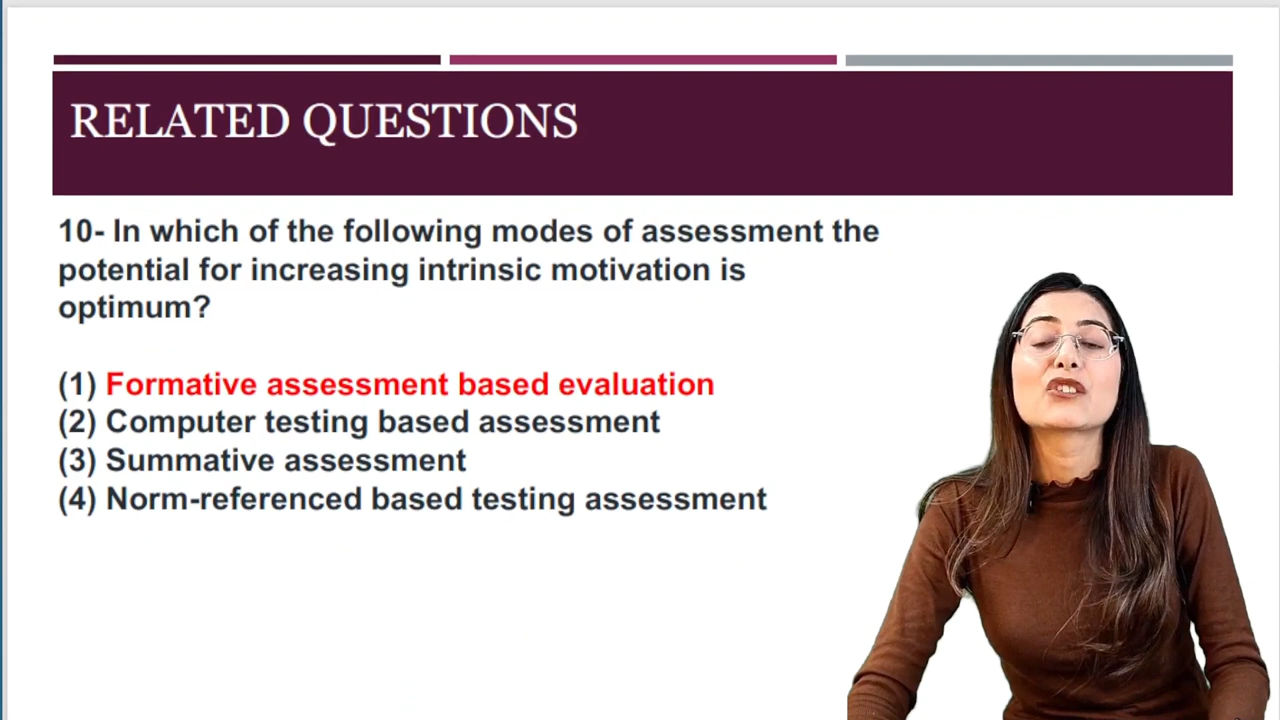 RELATED QUESTIONS
10- In which of the following modes of assessment the
potential for increasing intrinsic motivation is
optimum?
(1) Formative assessment based evaluation
(2) Computer testing based assessment
(3) Summative assessment
(4) Norm-referenced based testing assessment